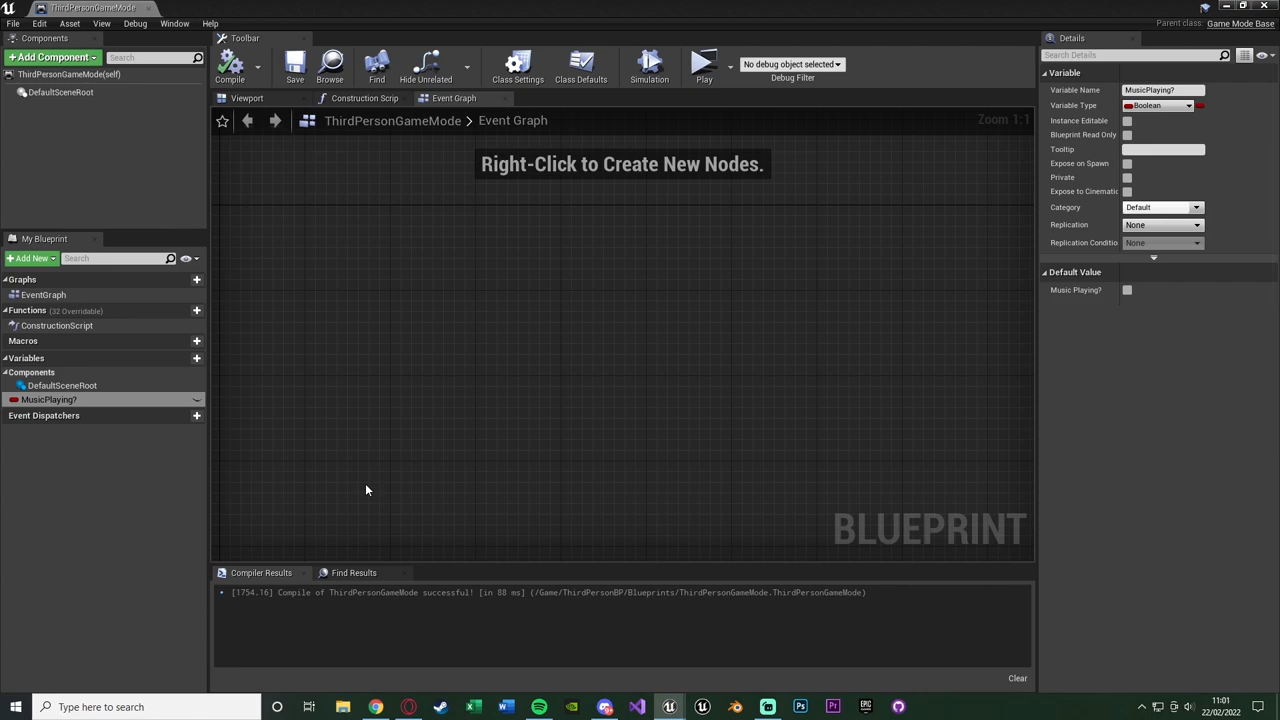 ThirdPersonGameMode
File Edit Asset View Debug Window Help
Parent class: Game Mode Base
Components
+Add Component
Search
ThirdPersonGameMode(self)
DefaultSceneRoot
My Blueprint
+Add New
Search
Graphs
EventGraph
Functions (32 Overridable)
ConstructionScript
Macros
Variables
Components
DefaultSceneRoot
MusicPlaying?
Event Dispatchers
Toolbar
Compile
Save
Browse
Find
Hide Unrelated
Class Settings
Class Defaults
Simulation
Play
No debug object selected
Debug Filter
Viewport
Construction Scrip
Event Graph
ThirdPersonGameMode > Event Graph
Zoom 1:1
Right-Click to Create New Nodes.
BLUEPRINT
Compiler Results
Find Results
[1754.16] Compile of ThirdPersonGameMode successful! [in 88 ms] (/Game/ThirdPersonBP/Blueprints/ThirdPersonGameMode.ThirdPersonGameMode)
Clear
Details
Search Details
Variable
Variable Name MusicPlaying?
Variable Type Boolean
Instance Editable
Blueprint Read Only
Tooltip
Expose on Spawn
Private
Expose to Cinematic
Category Default
Replication None
Replication Conditio None
Default Value
Music Playing?
Type here to search
11:01
22/02/2022